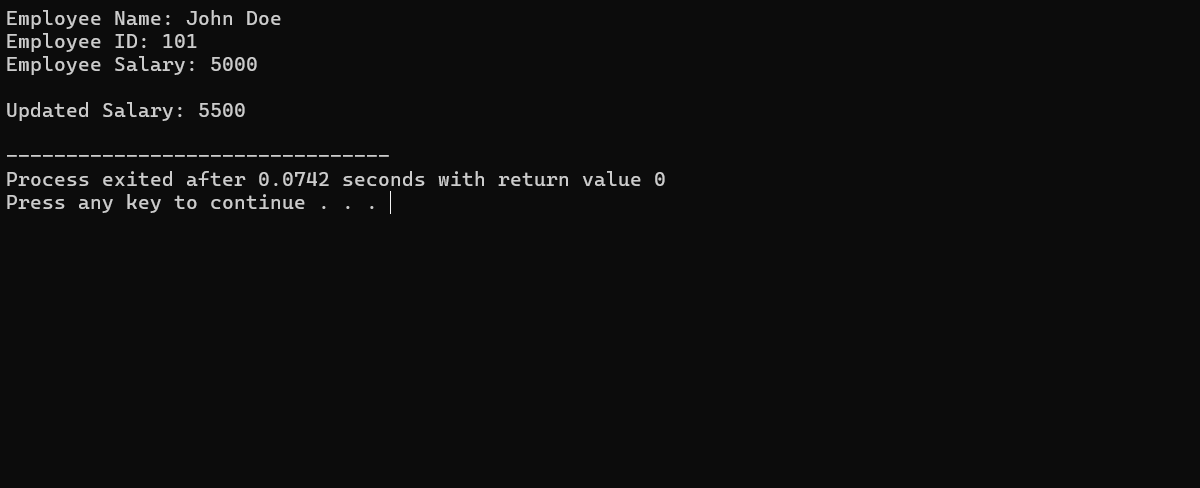 Employee Name: John Doe
Employee ID: 101
Employee Salary: 5000
Updated Salary: 5500
--------------------------------
Process exited after 0.0742 seconds with return value 0
Press any key to continue . . .